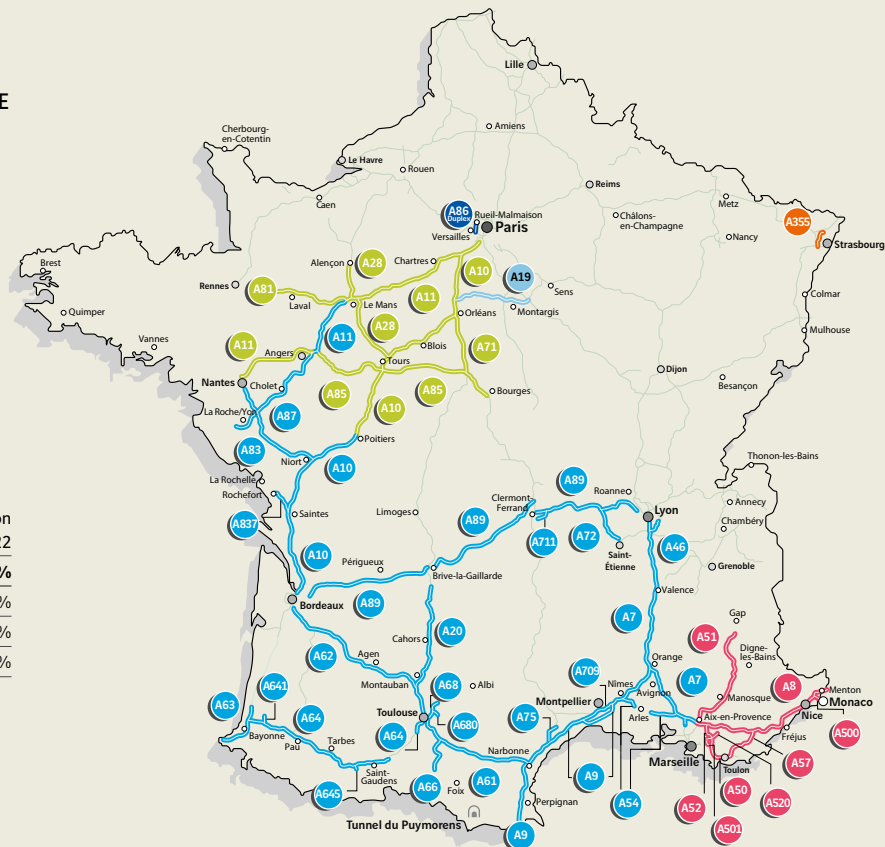 Lille
E
Amiens
Cherbourg-
en-Cotentin
Le Havre
Rouen
Reims
Caen
Metz
A86
Duplex
Rueil-Malmaison
Châlons-
en-Champagne
A355
Versailles
Paris
Nancy
Strasbourg
Brest
Alençon
A28
Chartres
A10
A19
Rennes
A81
Laval
Le Mans
A11
Sens
Colmar
Quimper
Orléans
Montargis
A28
Mulhouse
Vannes
A11
A11
Angers
Blois
A71
Tours
Dijon
Nantes
Cholet
A85
A85
Bourges
Besançon
La Roche/Yon
A87
A10
A83
Poitiers
Niort
A10
Thonon-les-Bains
La Rochelle
Rochefort
A89
Roanne
Clermont-
Ferrand
Annecy
on
Saintes
Limoges
A89
Lyon
A837
Chambéry
22
A711
A72
A46
Saint-
Étienne
A10
Périgueux
Brive-la-Gaillarde
Grenoble
%
%
Valence
Bordeaux
A89
Gap
%
A20
A7
A51
Cahors
Digne-
les-Bains
A62
Agen
Orange
%
A709
A7
A8
Montauban
A68
Albi
Nîmes
Avignon
Manosque
Menton
A641
Montpellier
Monaco
A63
A64
Toulouse
A680
A75
Arles
Aix-en-Provence
Nice
Bayonne
Fréjus
A500
Pau
Tarbes
A64
Narbonne
Marseille
Toulon
A57
Saint-
Gaudens
A66
Foix
A61
A9
A50
A645
A54
A52
A520
Perpignan
Tunnel du Puymorens
A9
A501